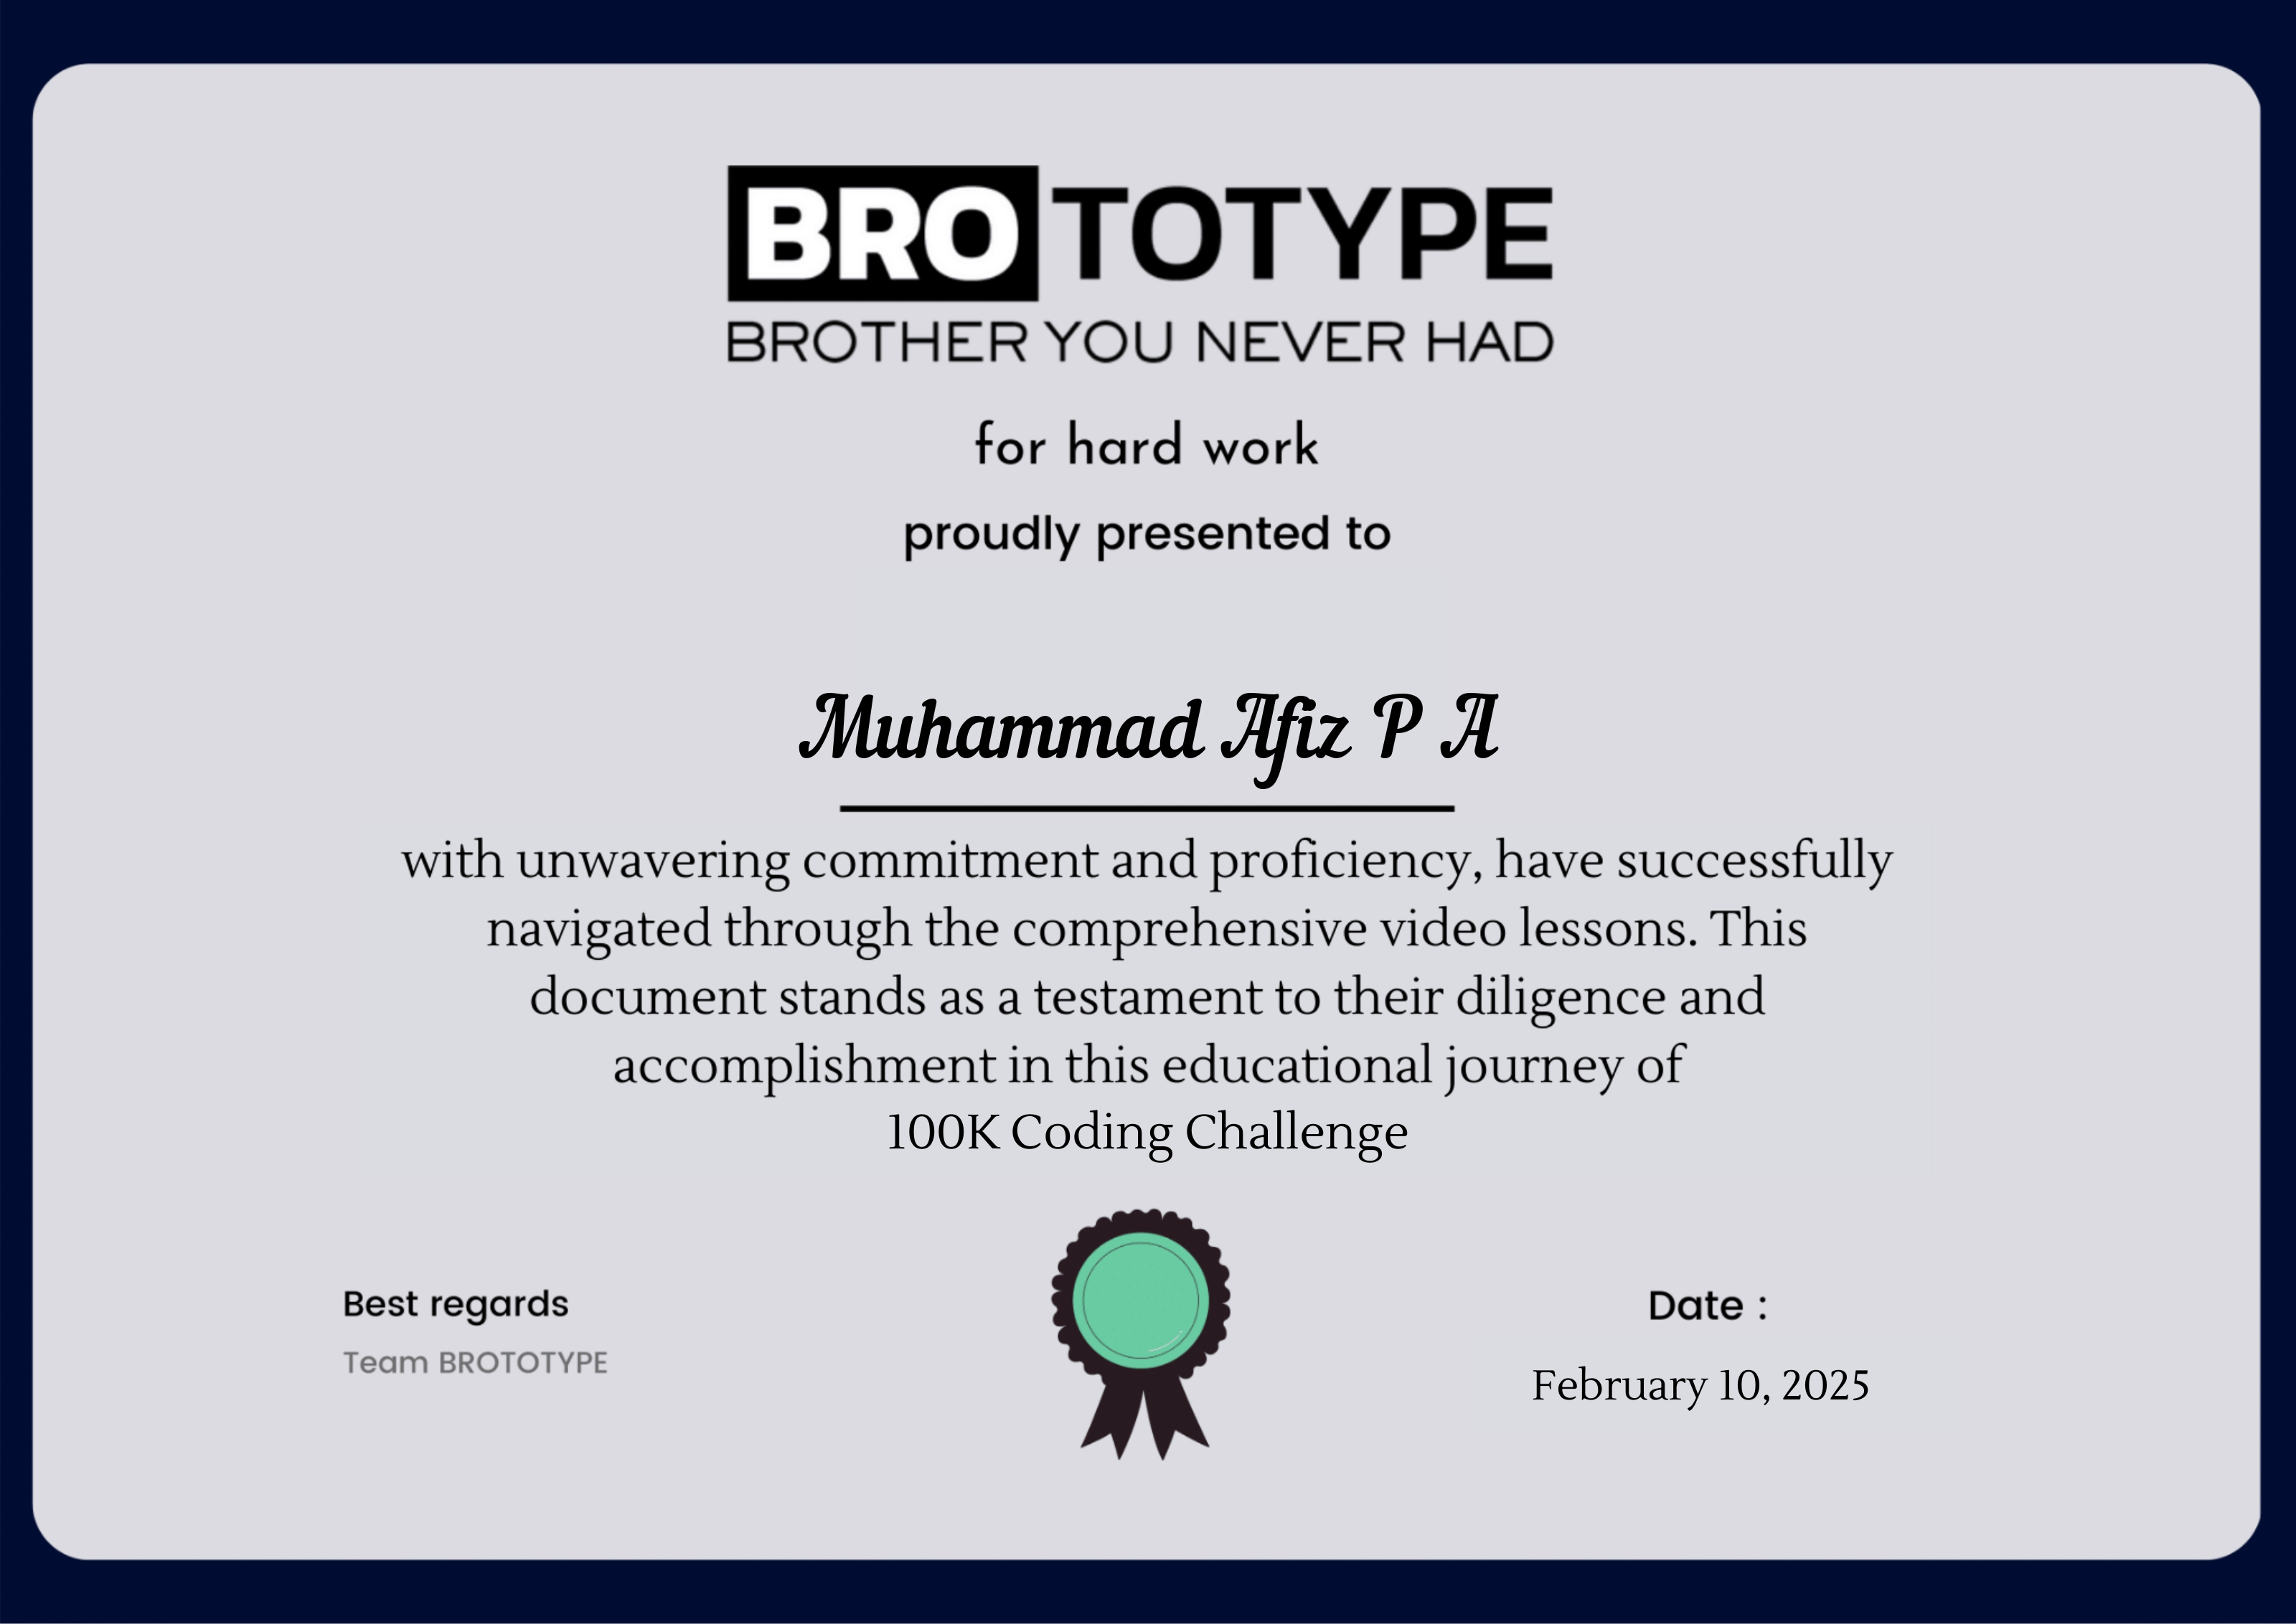 BROTOTYPE
BROTHER YOU NEVER HAD
for hard work
proudly presented to
Muhammad Afiz P A
with unwavering commitment and proficiency, have successfully
navigated through the comprehensive video lessons. This
document stands as a testament to their diligence and
accomplishment in this educational journey of
100K Coding Challenge
Best regards
Team BROTOTYPE
Date :
February 10, 2025